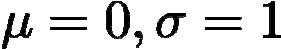 μ = 0, σ = 1